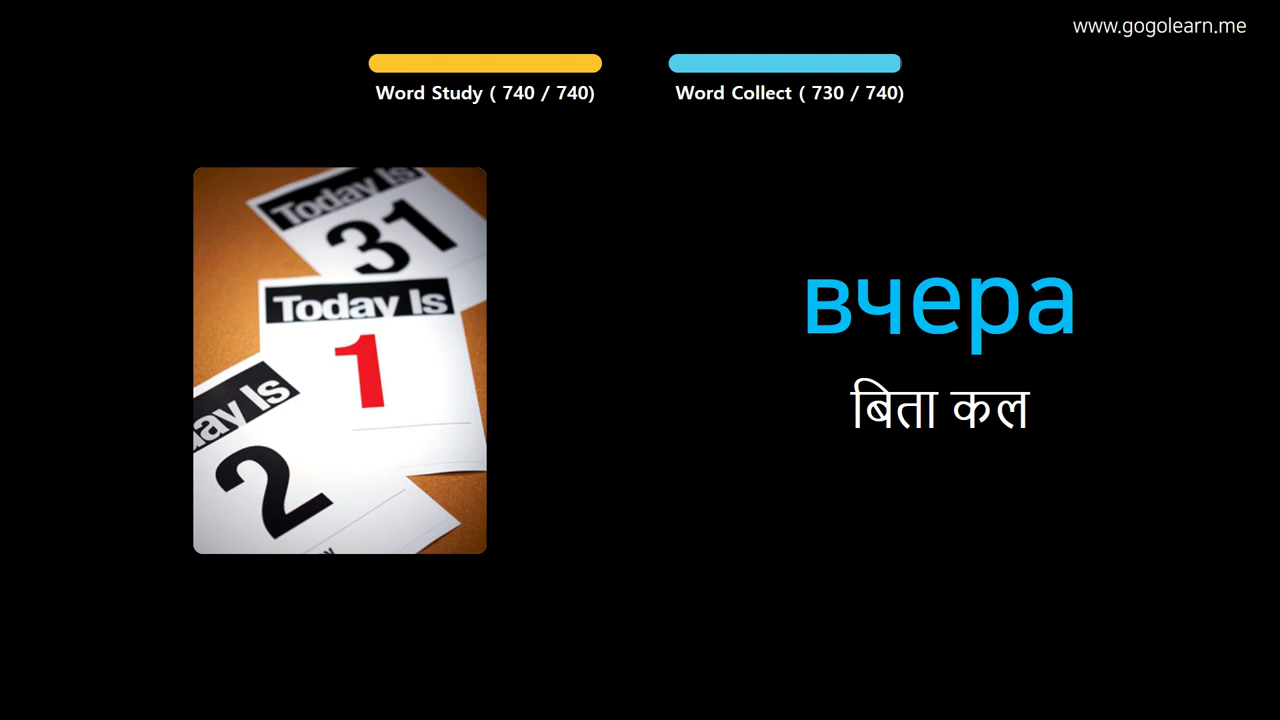 www.gogolearn.me
Word Study ( 740 / 740)
Word Collect ( 730 / 740)
Today Is
31
Today Is
1
ay Is
2
вчера
बिता कल